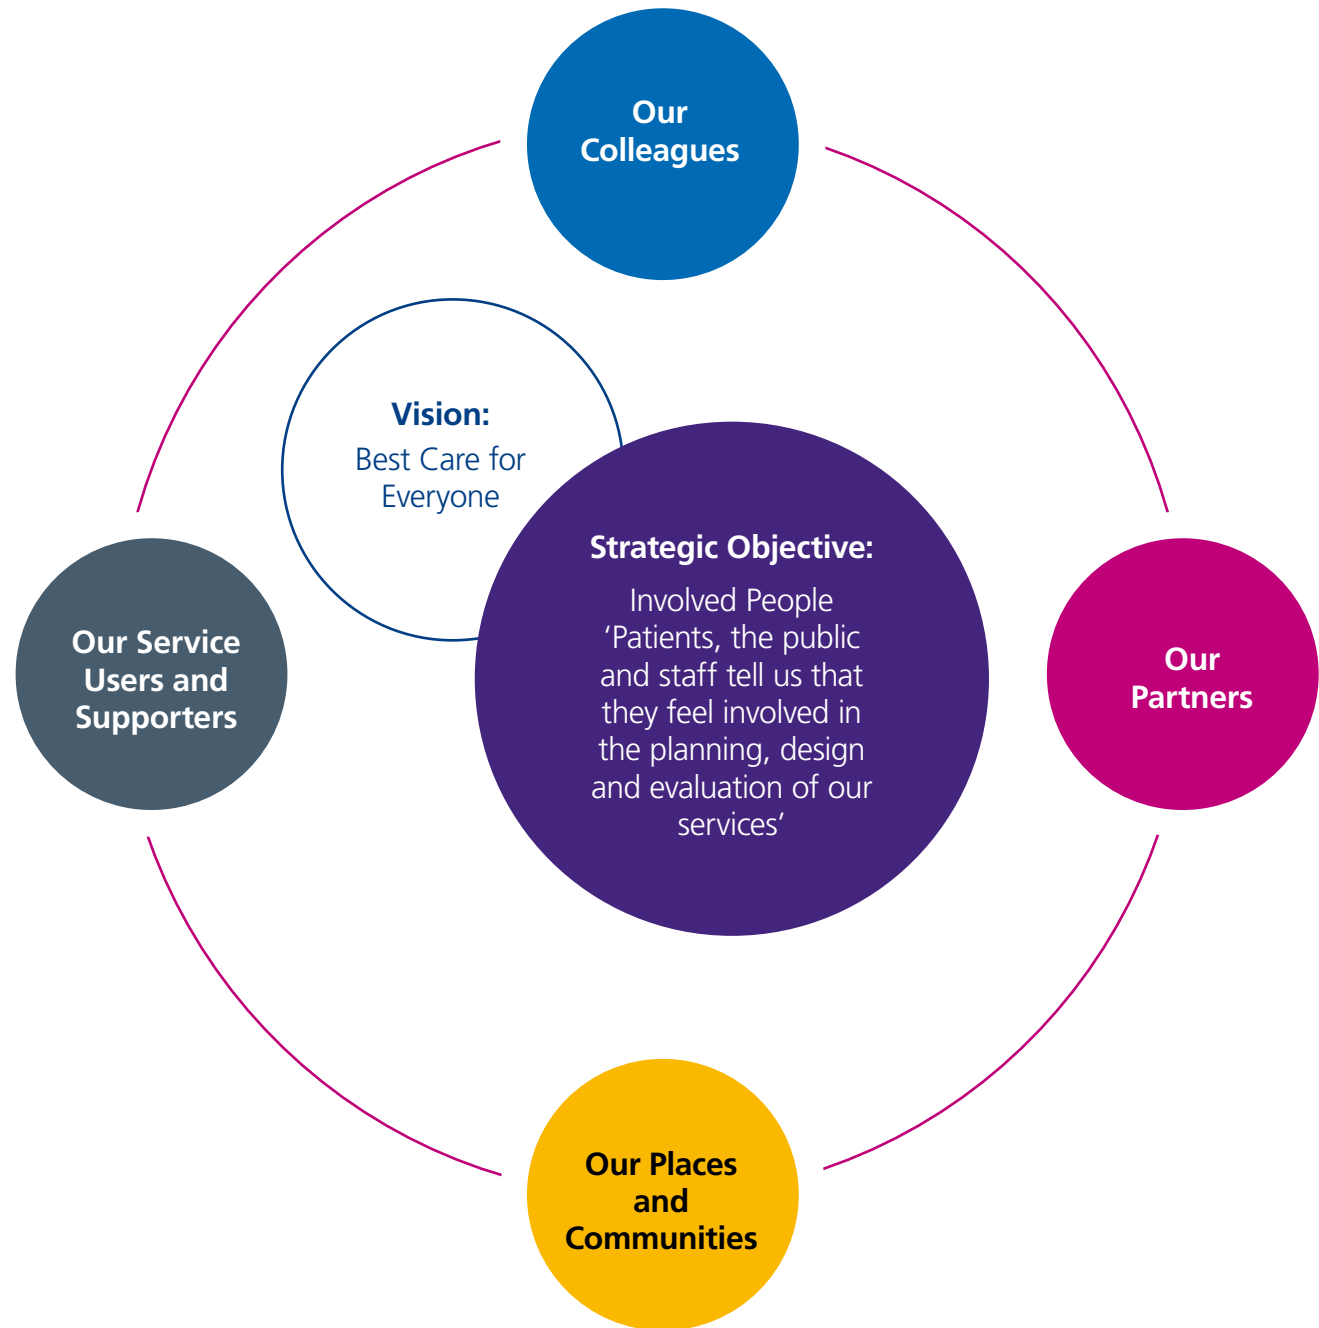 Our
Colleagues
Vision:
Best Care for
Everyone
Strategic Objective:
Involved People
‘Patients, the public
and staff tell us that
they feel involved in
the planning, design
and evaluation of our
services’
Our Service
Users and
Supporters
Our
Partners
Our Places
and
Communities